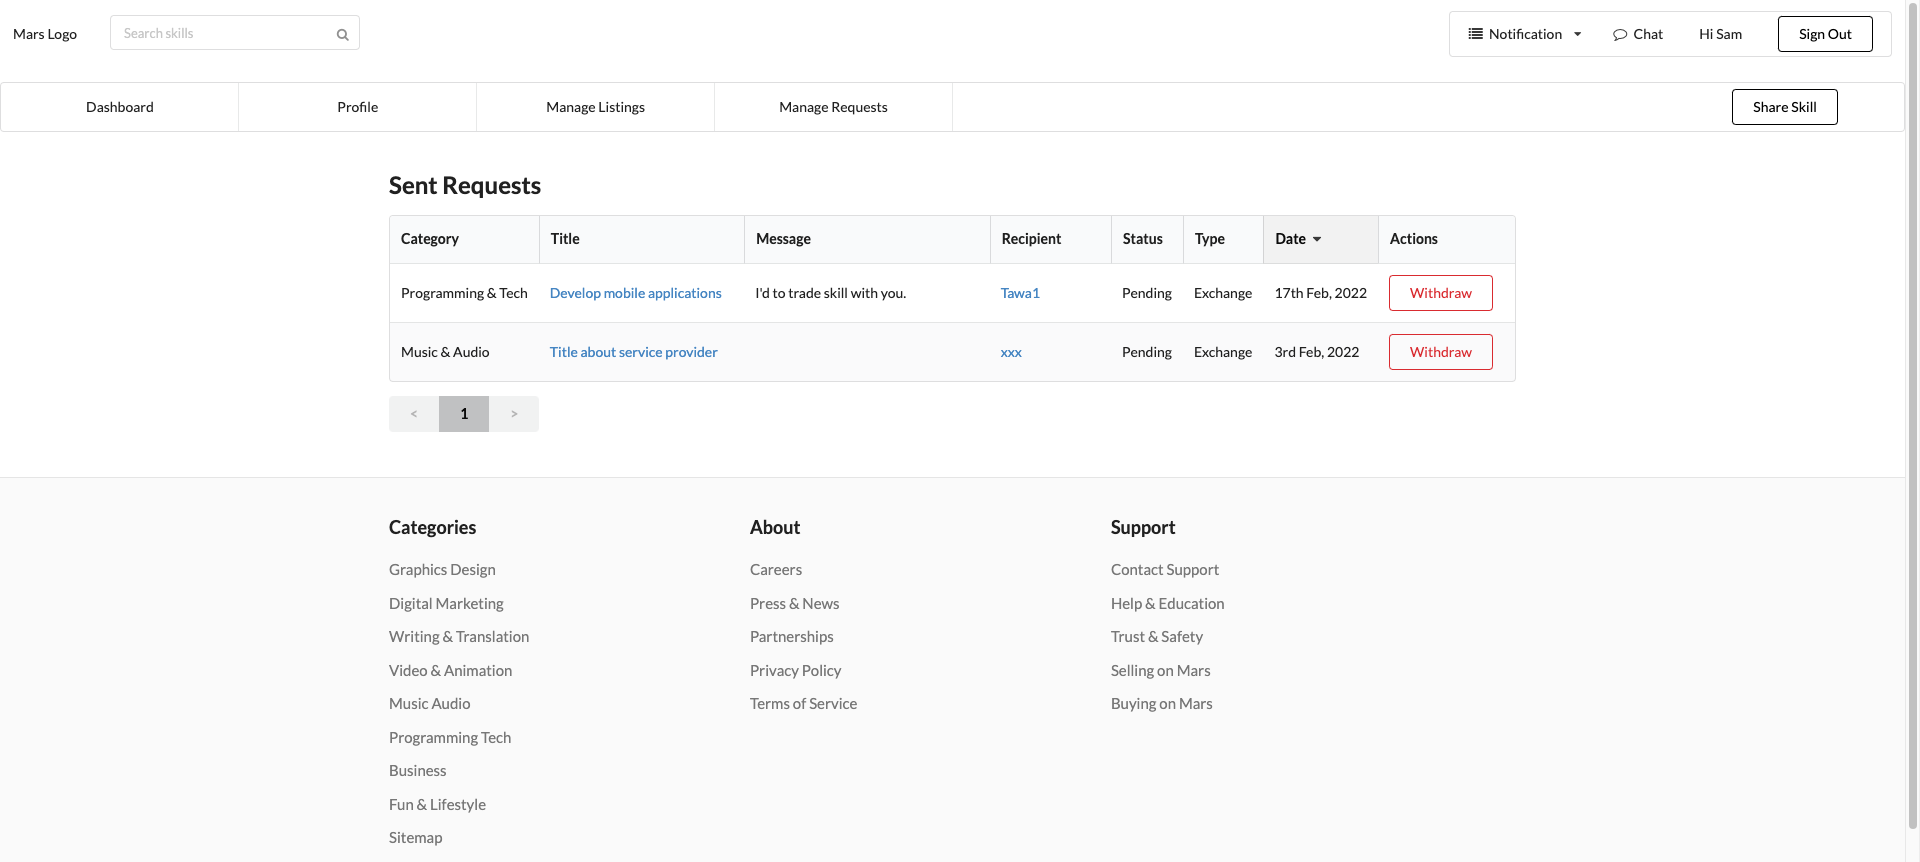 Mars Logo
Search skills
Notification
Chat
Hi Sam
Sign Out
Dashboard
Profile
Manage Listings
Manage Requests
Share Skill
Sent Requests
Category Title Message Recipient Status Type Date Actions
Programming & Tech Develop mobile applications I'd to trade skill with you. Tawa1 Pending Exchange 17th Feb, 2022 Withdraw
Music & Audio Title about service provider xxx Pending Exchange 3rd Feb, 2022 Withdraw
< 1 >
Categories
Graphics Design
Digital Marketing
Writing & Translation
Video & Animation
Music Audio
Programming Tech
Business
Fun & Lifestyle
Sitemap
About
Careers
Press & News
Partnerships
Privacy Policy
Terms of Service
Support
Contact Support
Help & Education
Trust & Safety
Selling on Mars
Buying on Mars